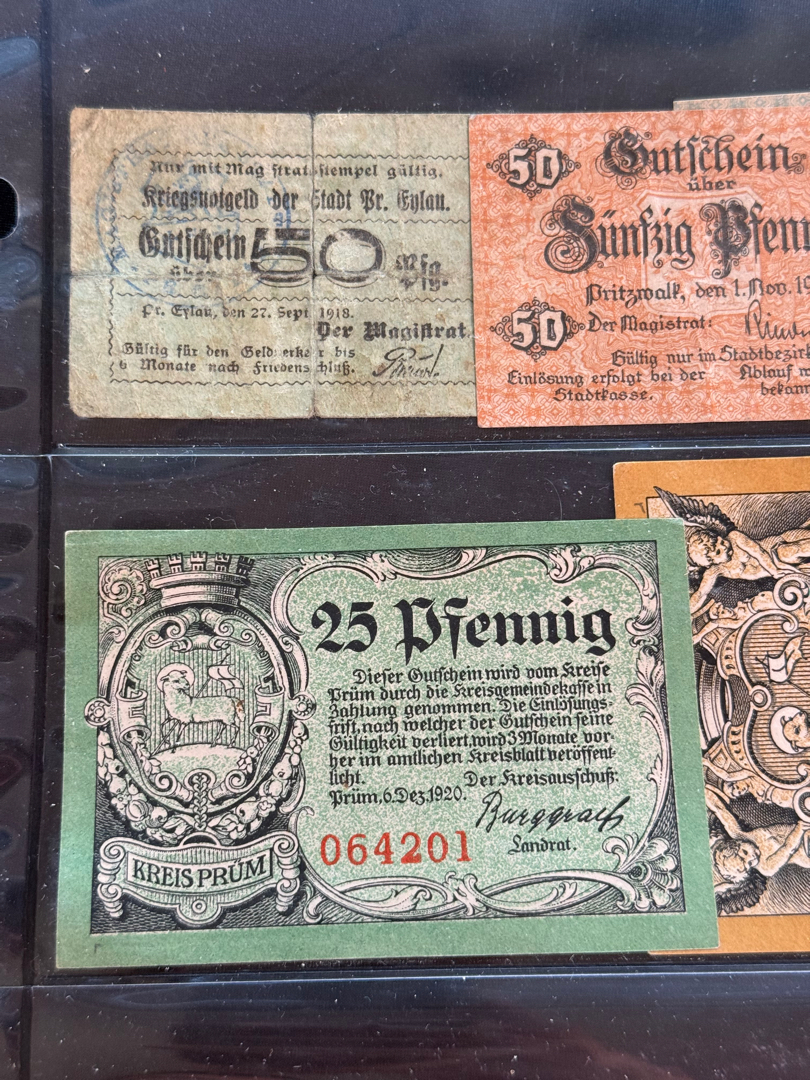 Nur mit Magistratsstempel gültig.
Kriegsnotgeld der Stadt Pr. Eylau.
Gutschein
über
50
Pfg.
Pr. Eylau, den 27. Sept. 1918.
Der Magistrat
Gültig für den Geldverkehr bis
6 Monate nach Friedensschluß.
50
Gutschein
über
Fünfzig Pfenn
Pritzwalk, den 1. Nov. 19
50
Der Magistrat:
Gültig nur im Stadtbezirk
Einlösung erfolgt bei der
Stadtkasse.
Ablauf
bekann
25 Pfennig
Dieser Gutschein wird vom Kreise
Prüm durch die Kreisgemeindekasse in
Zahlung genommen. Die Einlösungs-
frist, nach welcher der Gutschein seine
Gültigkeit verliert, wird 3 Monate vor-
her im amtlichen Kreisblatt veröffent-
licht.
Der Kreisausschuß:
Prüm, 6. Dez. 1920.
Burggraef
064201
Landrat.
KREIS PRÜM